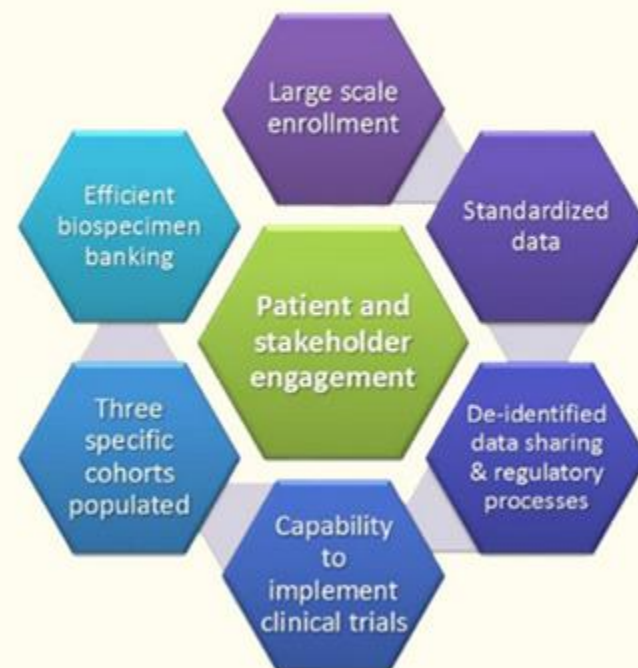 Large scale
enrollment
Standardized
data
De-identified
data sharing
& regulatory
processes
Capability
to
implement
clinical trials
Three
specific
cohorts
populated
Efficient
biospecimen
banking
Patient and
stakeholder
engagement